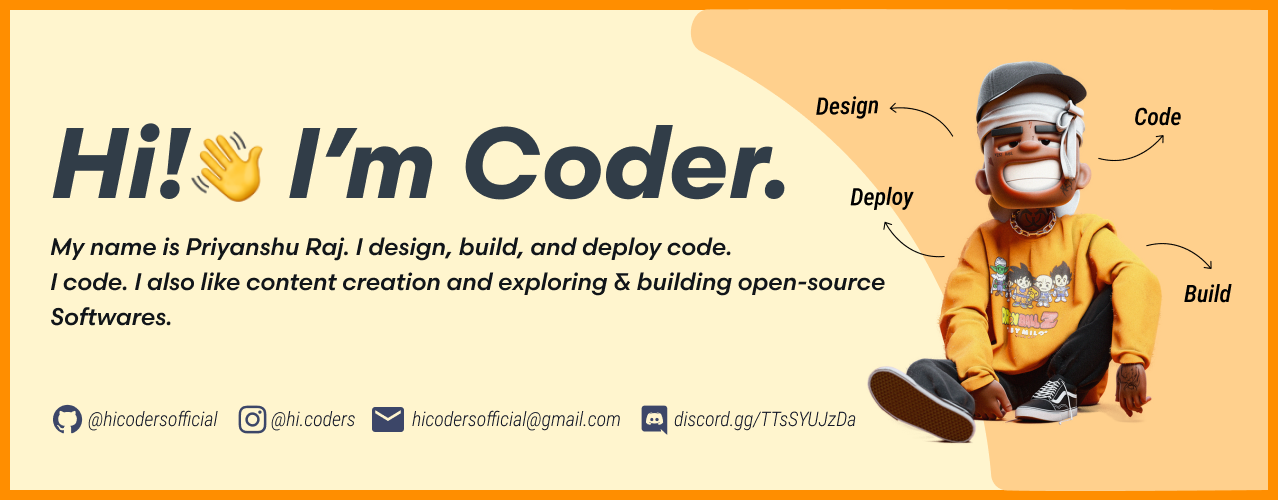 Hi!👋 I’m Coder.
My name is Priyanshu Raj. I design, build, and deploy code.
I code. I also like content creation and exploring & building open-source
Softwares.
@hicodersofficial
@hi.coders
hicodersofficial@gmail.com
discord.gg/TTsSYUJzDa
Design
Code
Deploy
Build